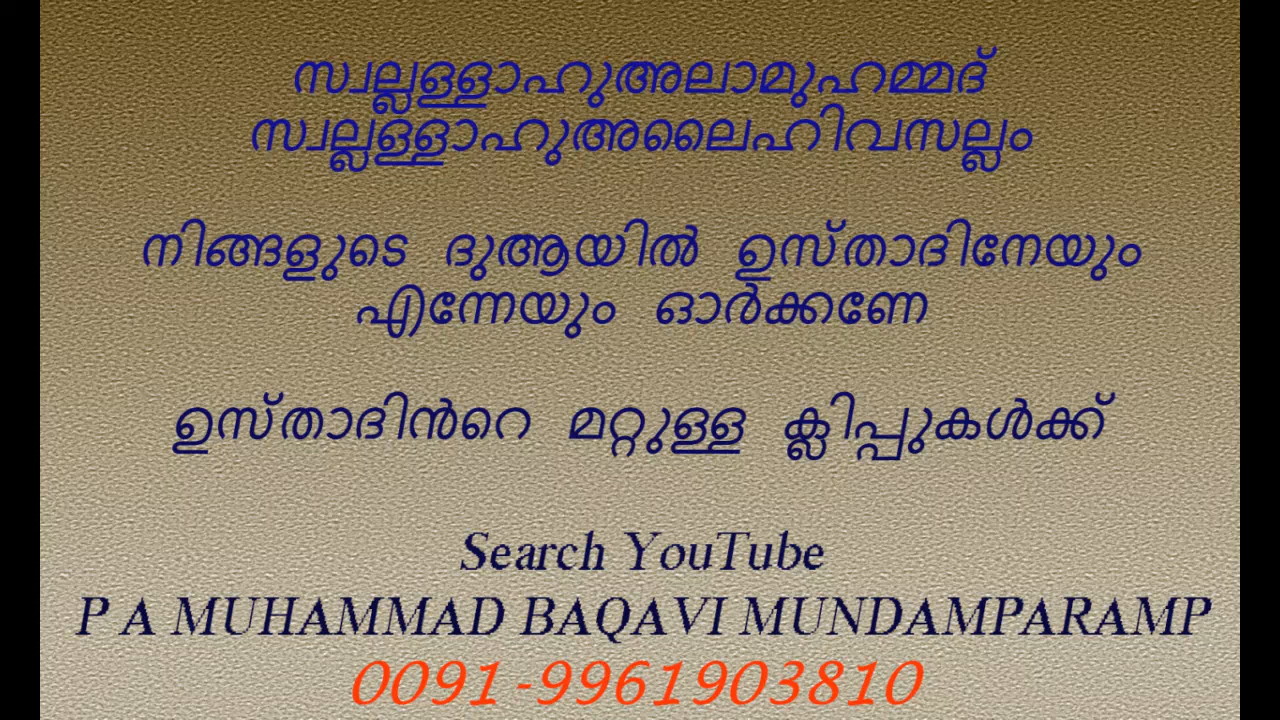 സ്വല്ലള്ളാഹുഅലാമുഹമ്മദ്
സ്വല്ലള്ളാഹുഅലൈഹിവസല്ലം
നിങ്ങളുടെ ദുആയിൽ ഉസ്താദിനേയും
എന്നേയും ഓർക്കണേ
ഉസ്താദിൻറെ മറ്റുള്ള ക്ലിപ്പുകൾക്ക്
Search YouTube
P A MUHAMMAD BAQAVI MUNDAMPARAMP
0091-9961903810